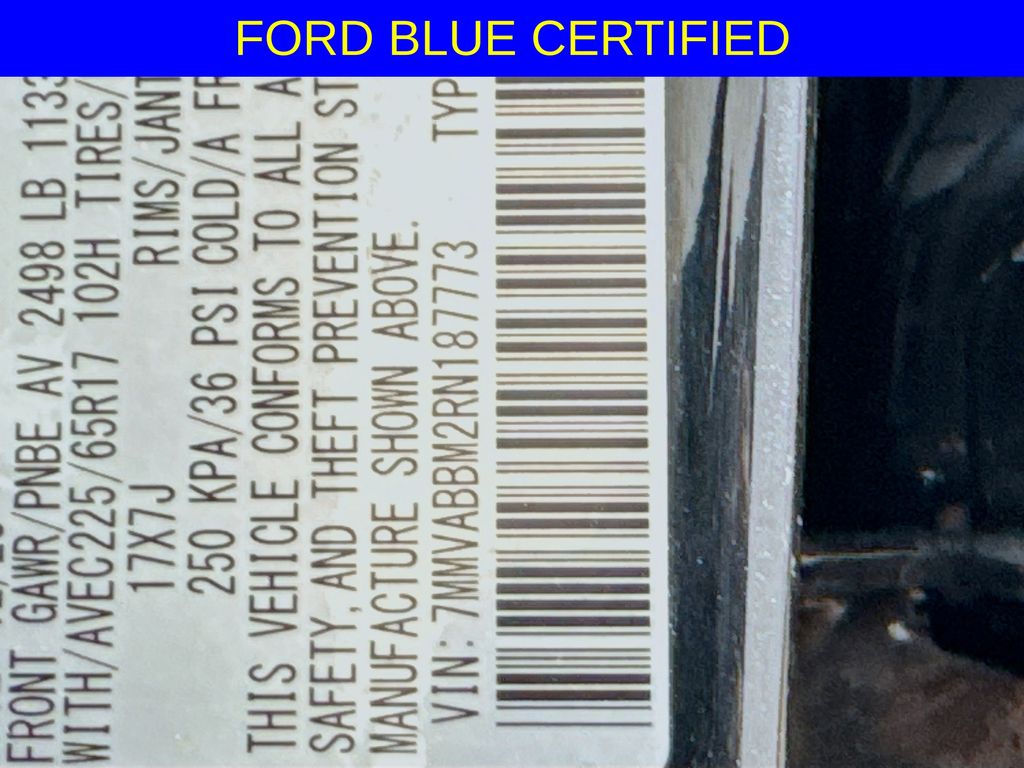 FORD BLUE CERTIFIED
FRONT GAWR/PNBE AV 2498 LB 1133
WITH/AVEC225/65R17 102H TIRES/
17X7J RIMS/JANT
250 KPA/36 PSI COLD/A FR
THIS VEHICLE CONFORMS TO ALL A
SAFETY,AND THEFT PREVENTION ST
MANUFACTURE SHOWN ABOVE.
VIN: 7MMVABBM2RN187773 TYP